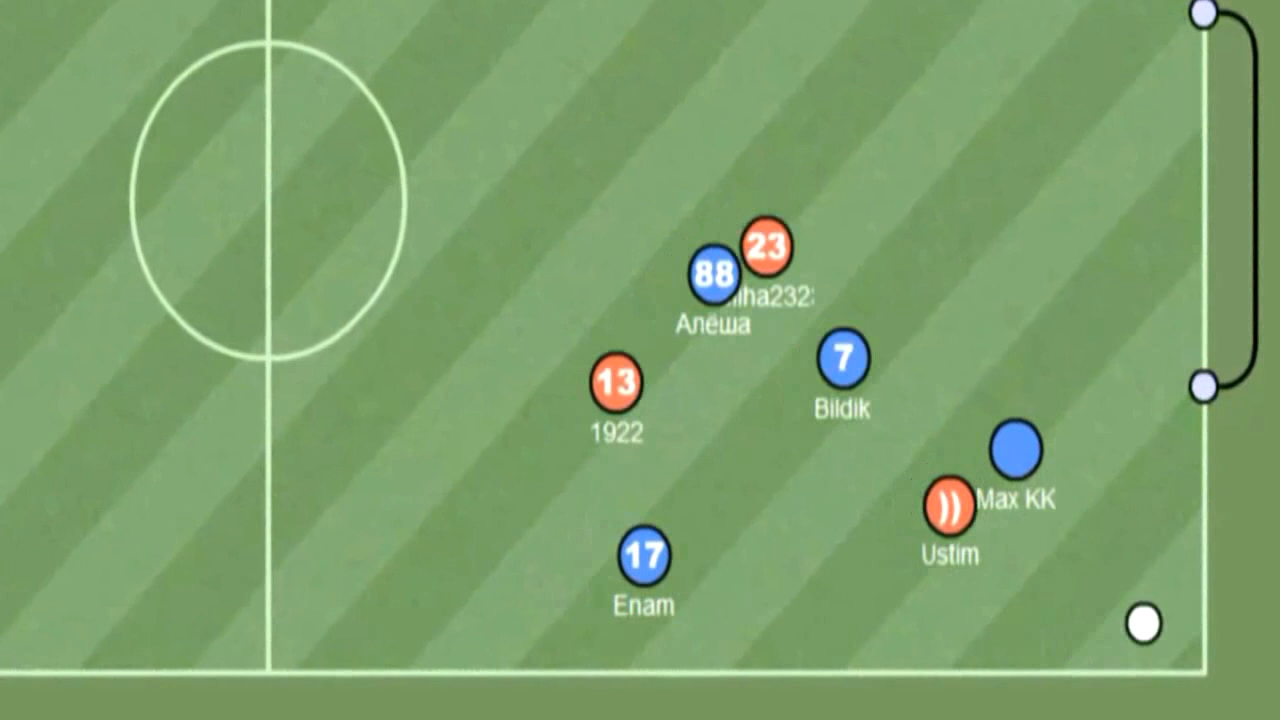 23
88
Алёша
7
Bildik
13
1922
))
Max KK
Ustim
17
Enam